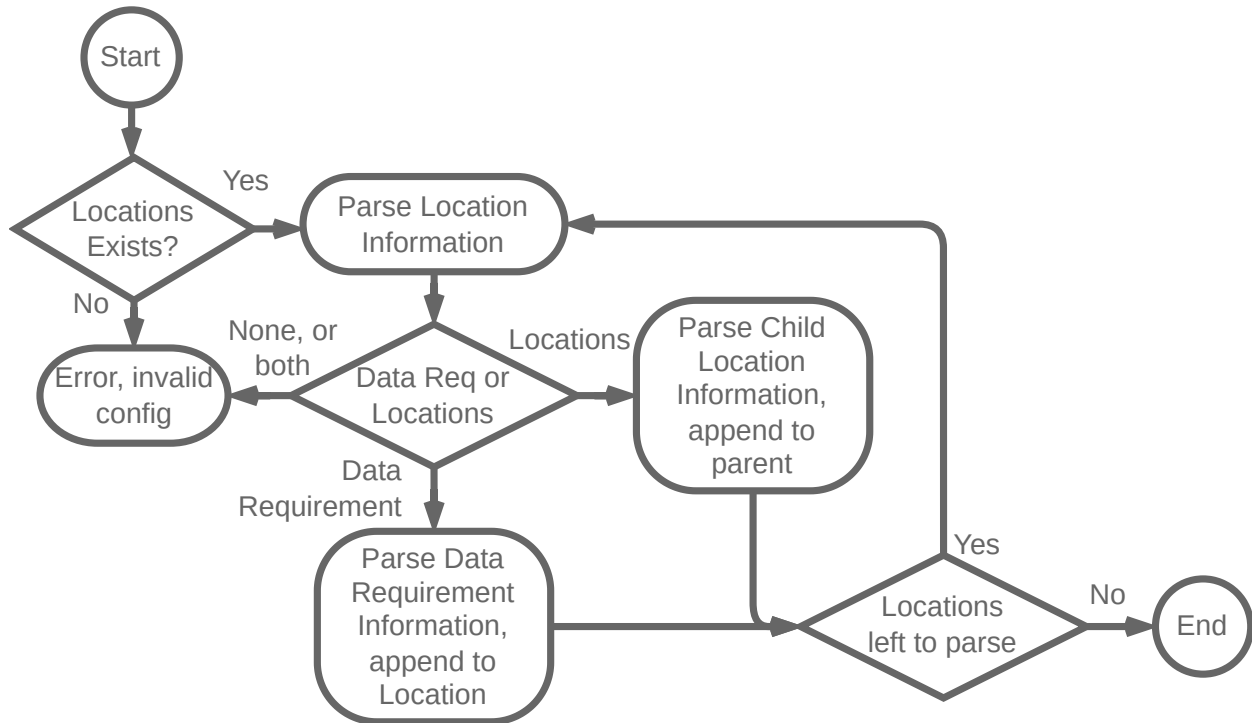 Start
Yes
Locations
Exists?
Parse Location
Information
No
None, or
both
Locations
Parse Child
Location
Information,
append to
parent
Error, invalid
config
Data Req or
Locations
Data
Requirement
Parse Data
Requirement
Information,
append to
Location
Yes
Locations
left to parse
No
End